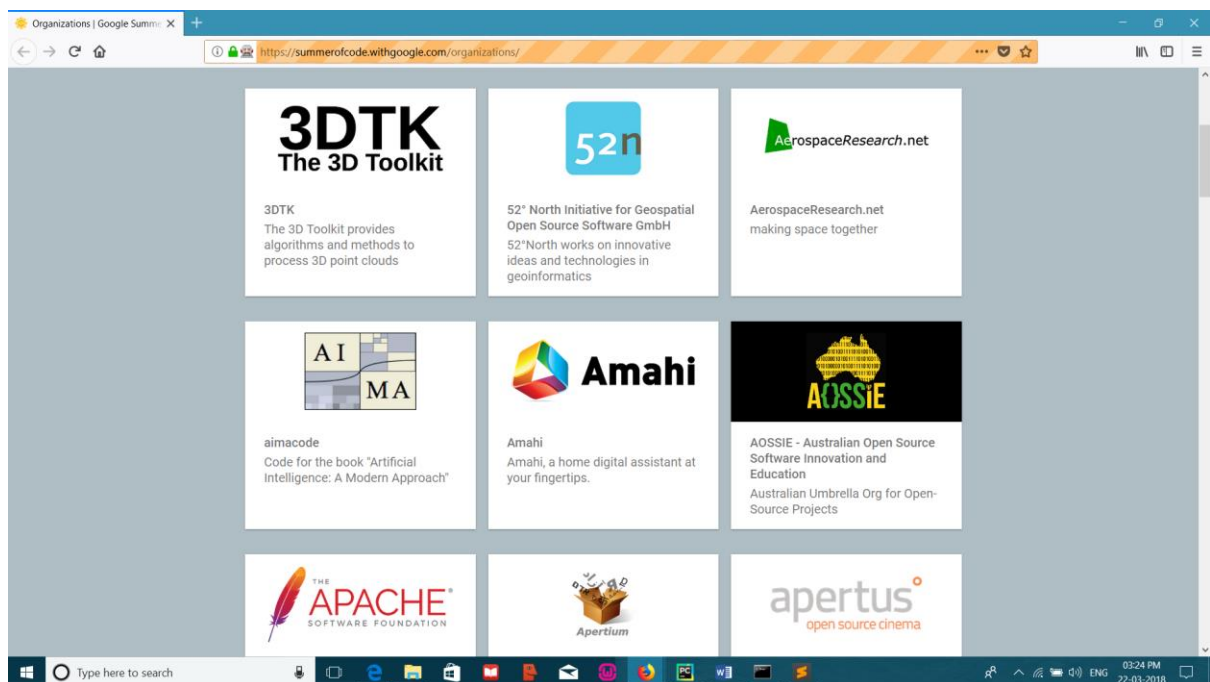 Organizations | Google Summe
https://summerofcode.withgoogle.com/organizations/
3DTK
The 3D Toolkit
3DTK
The 3D Toolkit provides
algorithms and methods to
process 3D point clouds
52n
52° North Initiative for Geospatial
Open Source Software GmbH
52°North works on innovative
ideas and technologies in
geoinformatics
AerospaceResearch.net
AerospaceResearch.net
making space together
AI
MA
aimacode
Code for the book "Artificial
Intelligence: A Modern Approach"
Amahi
Amahi
Amahi, a home digital assistant at
your fingertips.
A{}SSiE
AOSSIE - Australian Open Source
Software Innovation and
Education
Australian Umbrella Org for Open-
Source Projects
THE
APACHE®
SOFTWARE FOUNDATION
Apertium
apertus°
open source cinema
Type here to search
PC
ENG
03:24 PM
22-03-2018